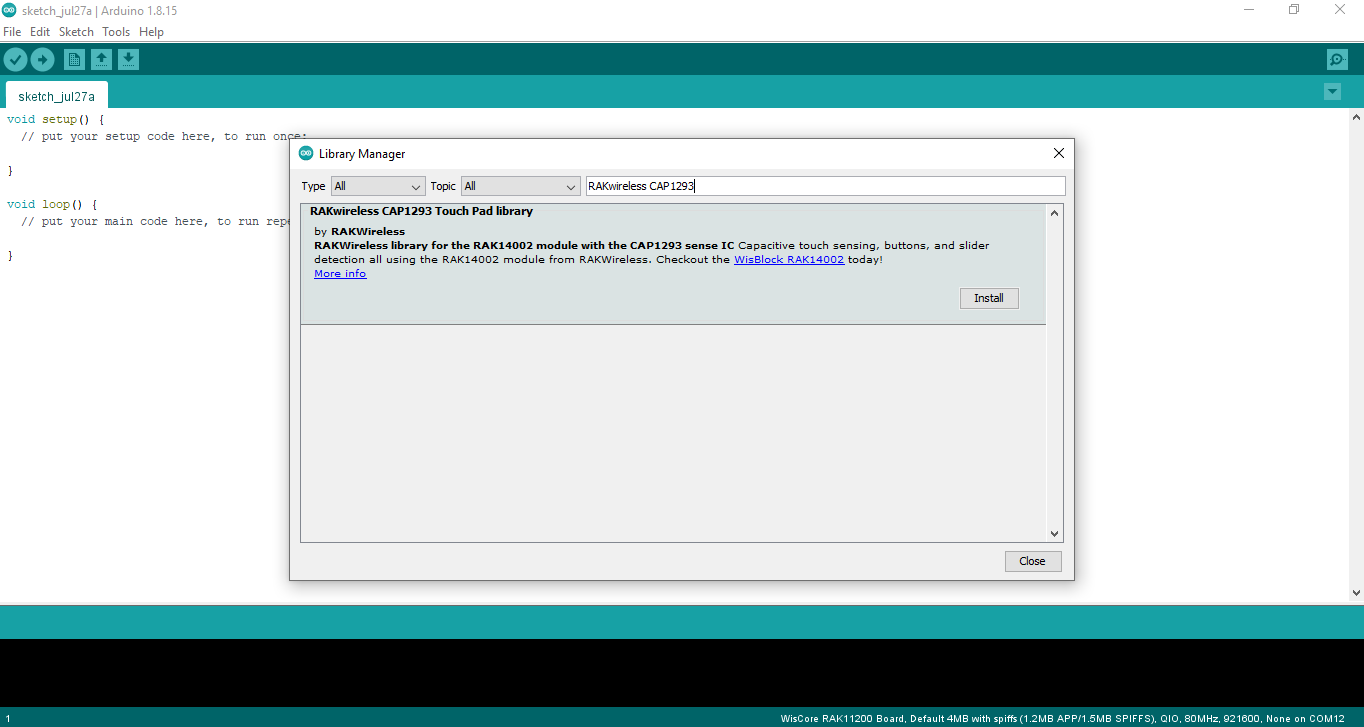 sketch_jul27a | Arduino 1.8.15
File Edit Sketch Tools Help
sketch_jul27a
void setup() {
// put your setup code here, to run once:
}
void loop() {
// put your main code here, to run repe
}
Library Manager
Type All Topic All RAKwireless CAP1293
RAKwireless CAP1293 Touch Pad library
by RAKWireless
RAKWireless library for the RAK14002 module with the CAP1293 sense IC Capacitive touch sensing, buttons, and slider
detection all using the RAK14002 module from RAKWireless. Checkout the WisBlock RAK14002 today!
More info
Install
Close
1 WisCore RAK11200 Board, Default 4MB with spiffs (1.2MB APP/1.5MB SPIFFS), QIO, 80MHz, 921600, None on COM12